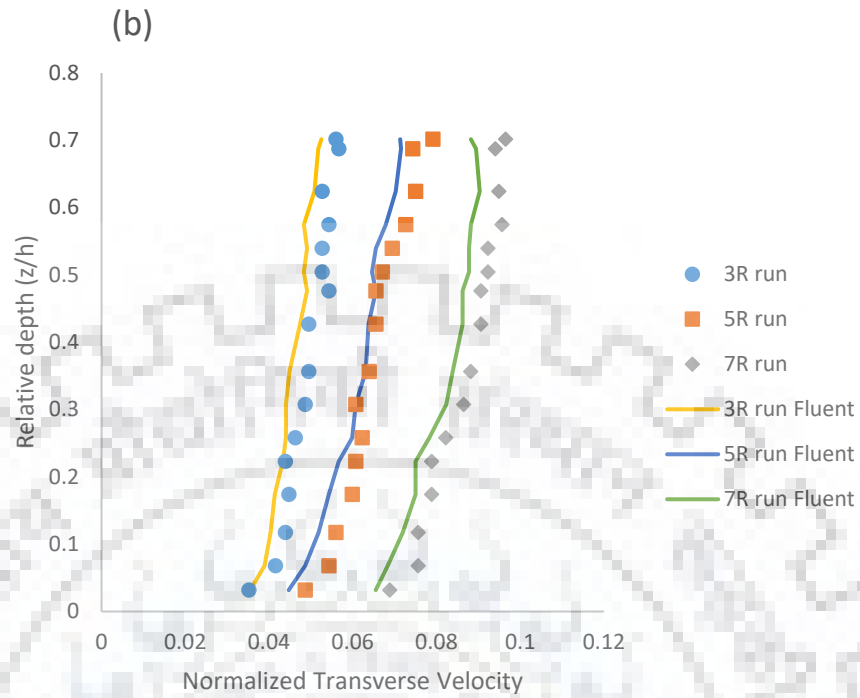 (b)
0.8
0.7
0.6
0.5
0.4
0.3
0.2
0.1
0
Relative depth (z/h)
0 0.02 0.04 0.06 0.08 0.1 0.12
Normalized Transverse Velocity
3R run
5R run
7R run
3R run Fluent
5R run Fluent
7R run Fluent